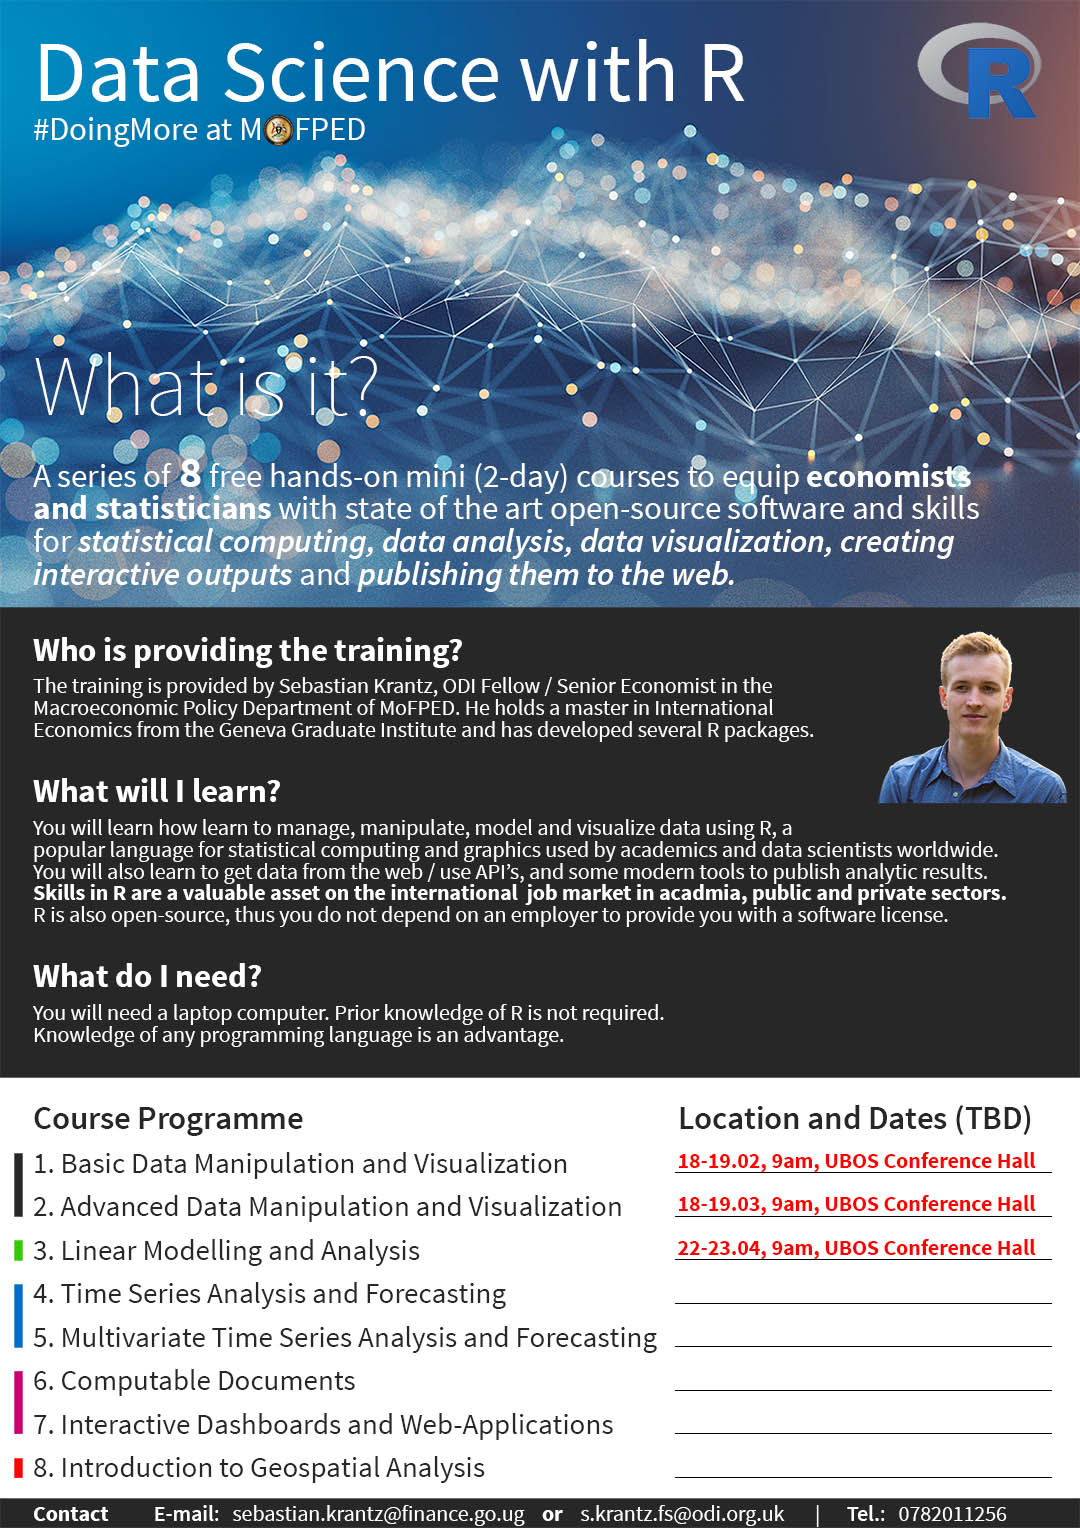 Data Science with R
R
#DoingMore at MoFPED
What is it?
A series of 8 free hands-on mini (2-day) courses to equip economists
and statisticians with state of the art open-source software and skills
for statistical computing, data analysis, data visualization, creating
interactive outputs and publishing them to the web.
Who is providing the training?
The training is provided by Sebastian Krantz, ODI Fellow / Senior Economist in the
Macroeconomic Policy Department of MoFPED. He holds a master in International
Economics from the Geneva Graduate Institute and has developed several R packages.
What will I learn?
You will learn how learn to manage, manipulate, model and visualize data using R, a
popular language for statistical computing and graphics used by academics and data scientists worldwide.
You will also learn to get data from the web / use API's, and some modern tools to publish analytic results.
Skills in R are a valuable asset on the international job market in acadmia, public and private sectors.
R is also open-source, thus you do not depend on an employer to provide you with a software license.
What do I need?
You will need a laptop computer. Prior knowledge of R is not required.
Knowledge of any programming language is an advantage.
Course Programme Location and Dates (TBD)
1. Basic Data Manipulation and Visualization 18-19.02, 9am, UBOS Conference Hall
2. Advanced Data Manipulation and Visualization 18-19.03, 9am, UBOS Conference Hall
3. Linear Modelling and Analysis 22-23.04, 9am, UBOS Conference Hall
4. Time Series Analysis and Forecasting
5. Multivariate Time Series Analysis and Forecasting
6. Computable Documents
7. Interactive Dashboards and Web-Applications
8. Introduction to Geospatial Analysis
Contact E-mail: sebastian.krantz@finance.go.ug or s.krantz.fs@odi.org.uk | Tel.: 0782011256